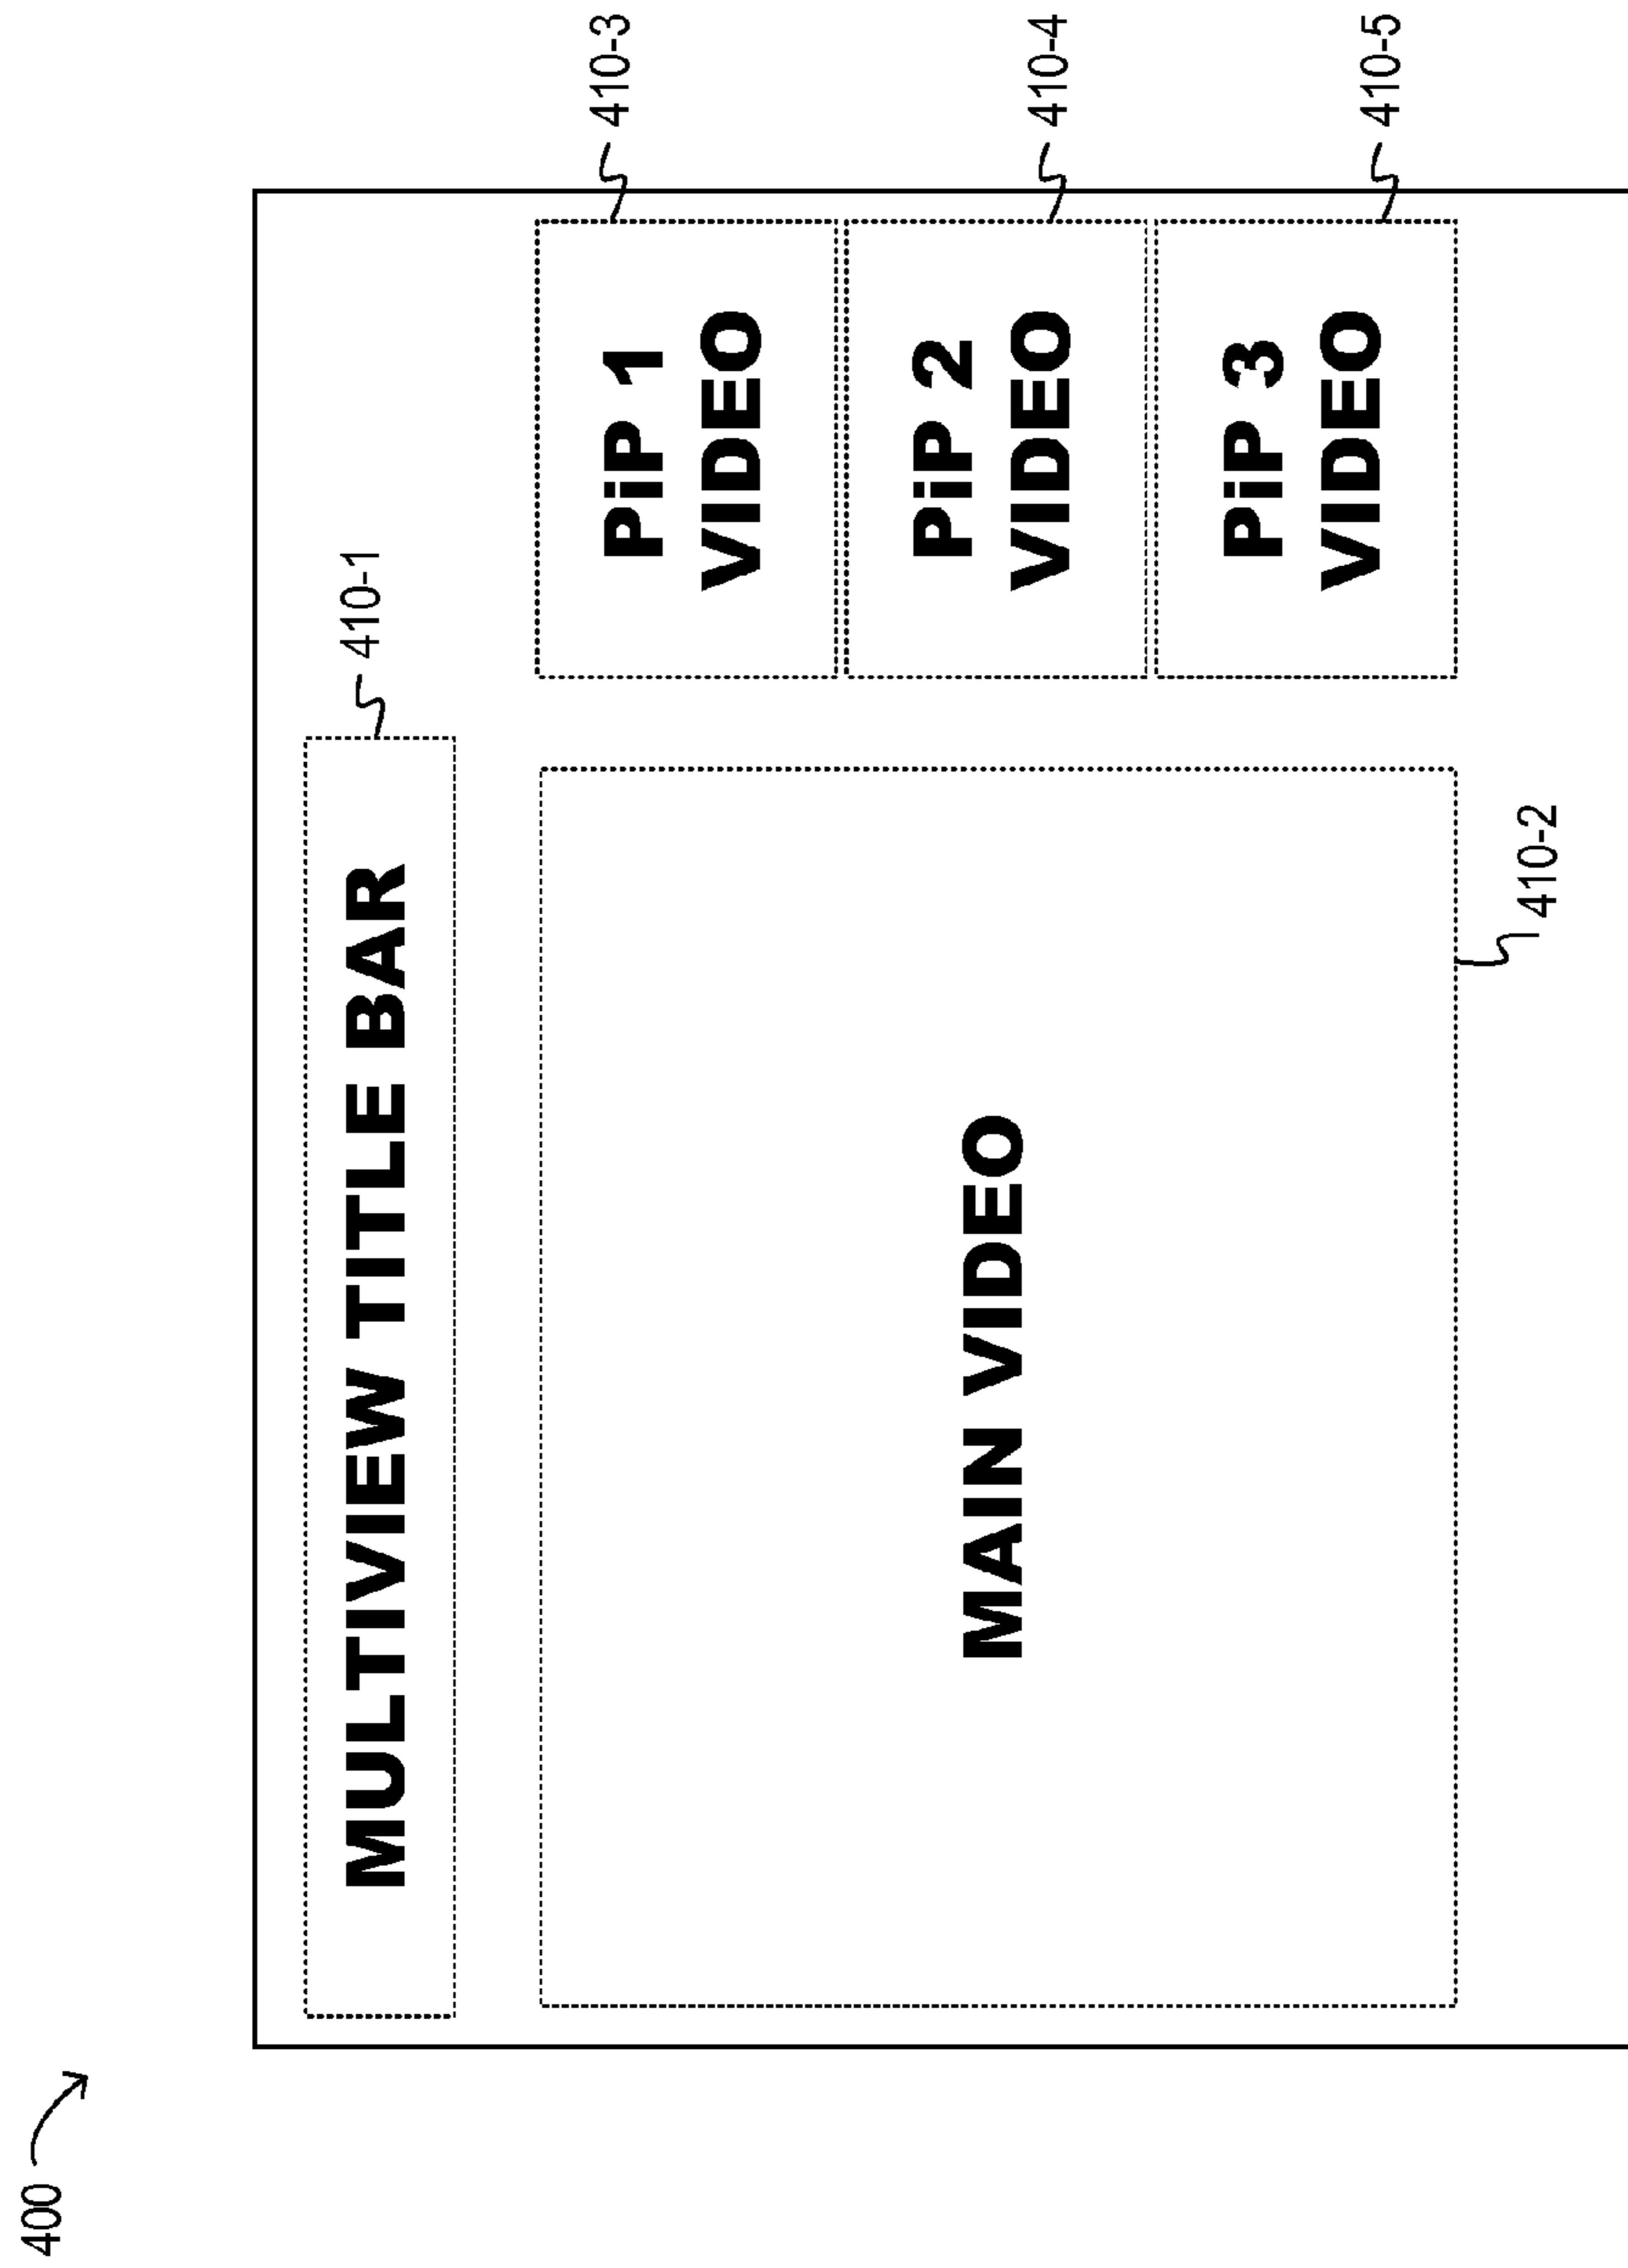 400
MULTIVIEW TITLE BAR
410-1
MAIN VIDEO
410-2
PiP 1
VIDEO
410-3
PiP 2
VIDEO
410-4
PiP 3
VIDEO
410-5